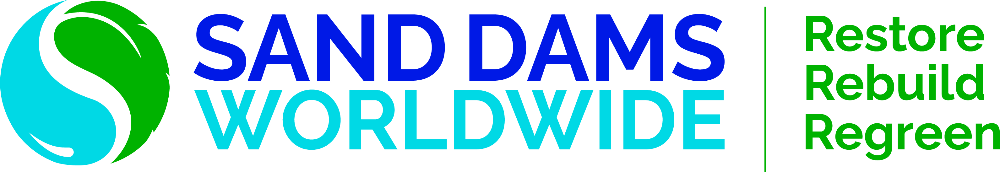 SAND DAMS
WORLDWIDE
Restore
Rebuild
Regreen